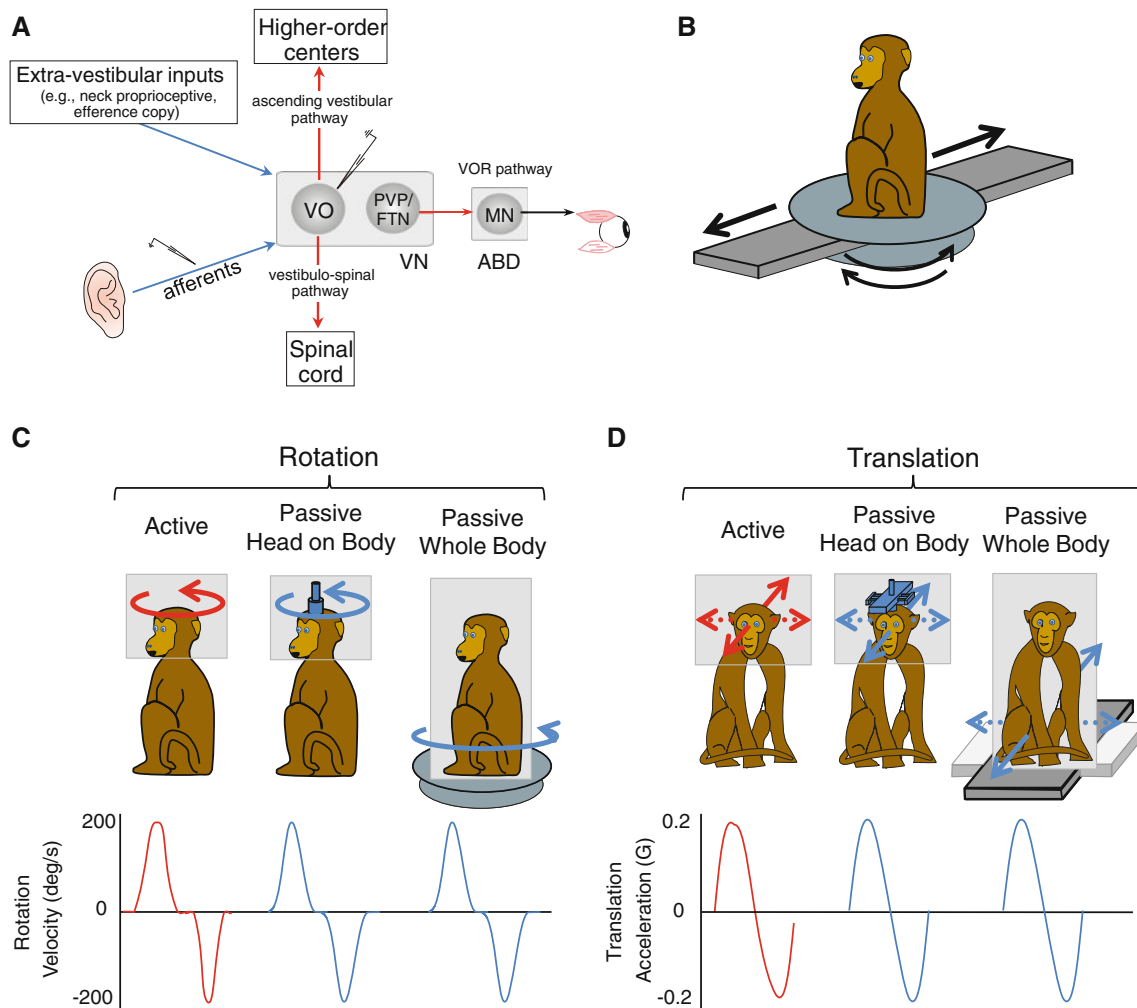 A
Higher-order
centers
Extra-vestibular inputs
(e.g., neck proprioceptive,
efference copy)
ascending vestibular
pathway
VOR pathway
VO
PVP/
FTN
MN
VN
ABD
afferents
vestibulo-spinal
pathway
Spinal
cord
B
C
Rotation
Active
Passive
Head on Body
Passive
Whole Body
200
0
-200
Rotation
Velocity (deg/s)
D
Translation
Active
Passive
Head on Body
Passive
Whole Body
0.2
0
-0.2
Translation
Acceleration (G)